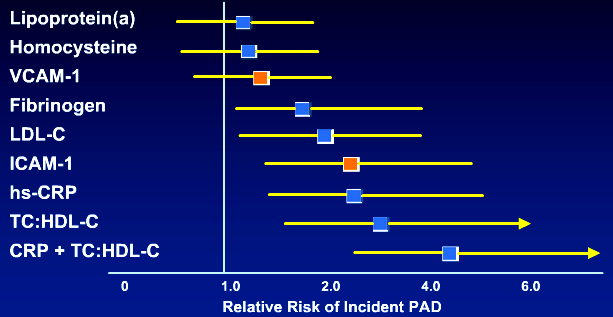 Lipoprotein(a)
Homocysteine
VCAM-1
Fibrinogen
LDL-C
ICAM-1
hs-CRP
TC:HDL-C
CRP + TC:HDL-C
0 1.0 2.0 4.0 6.0
Relative Risk of Incident PAD